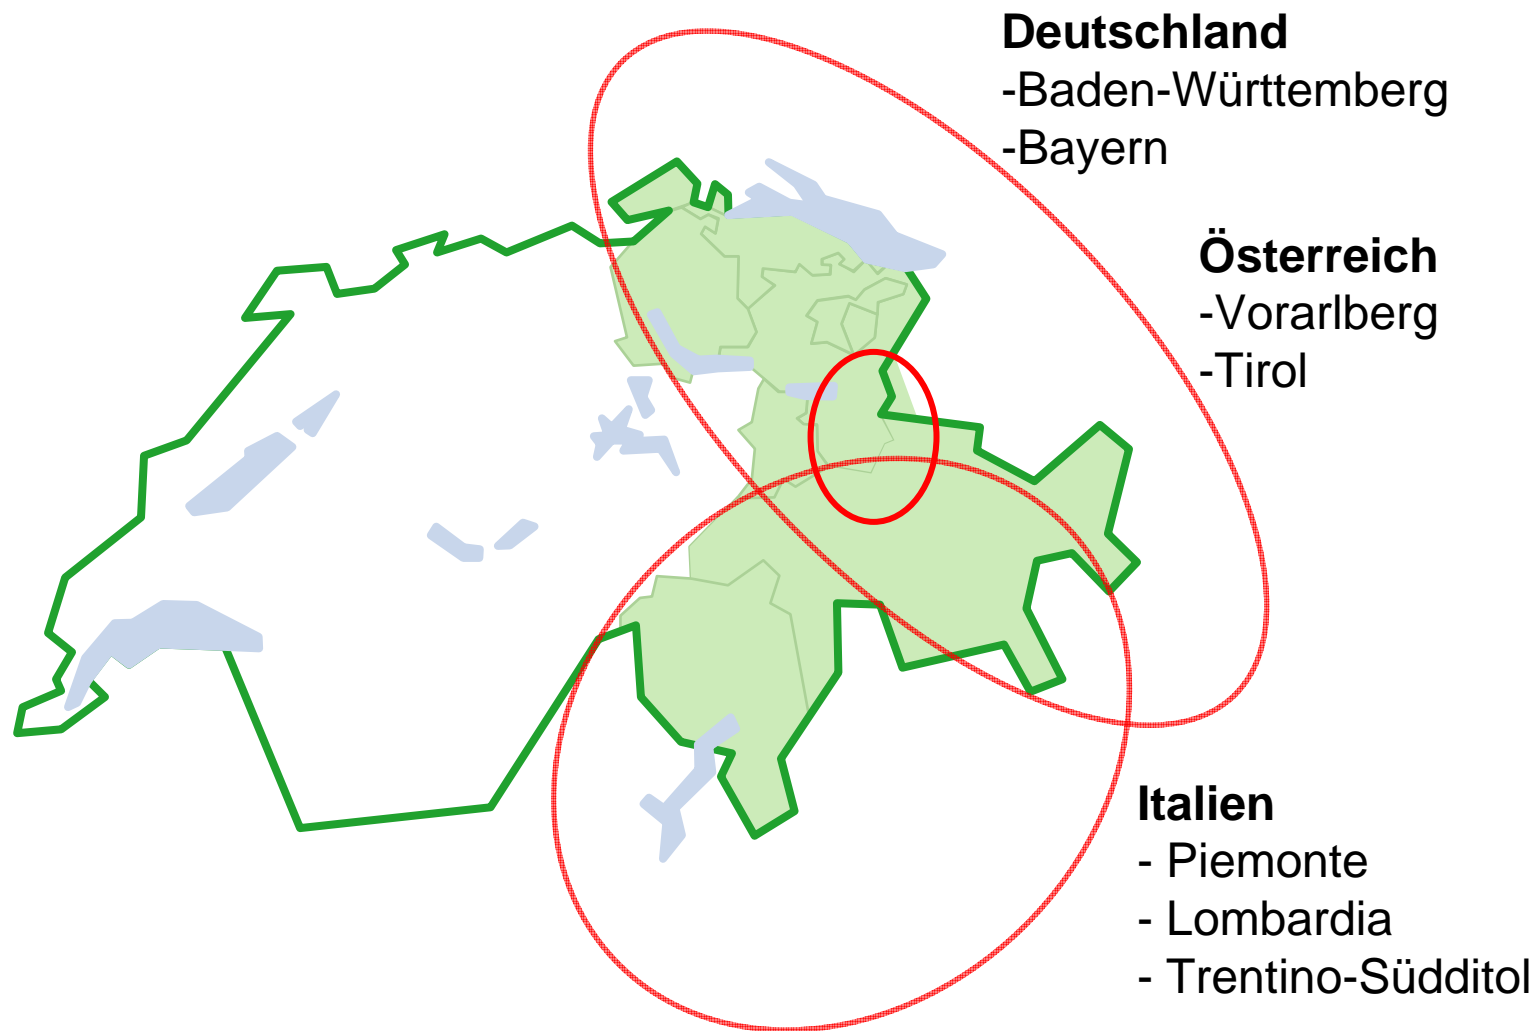 Deutschland
-Baden-Württemberg
-Bayern
Österreich
-Vorarlberg
-Tirol
Italien
- Piemonte
- Lombardia
- Trentino-Südditol